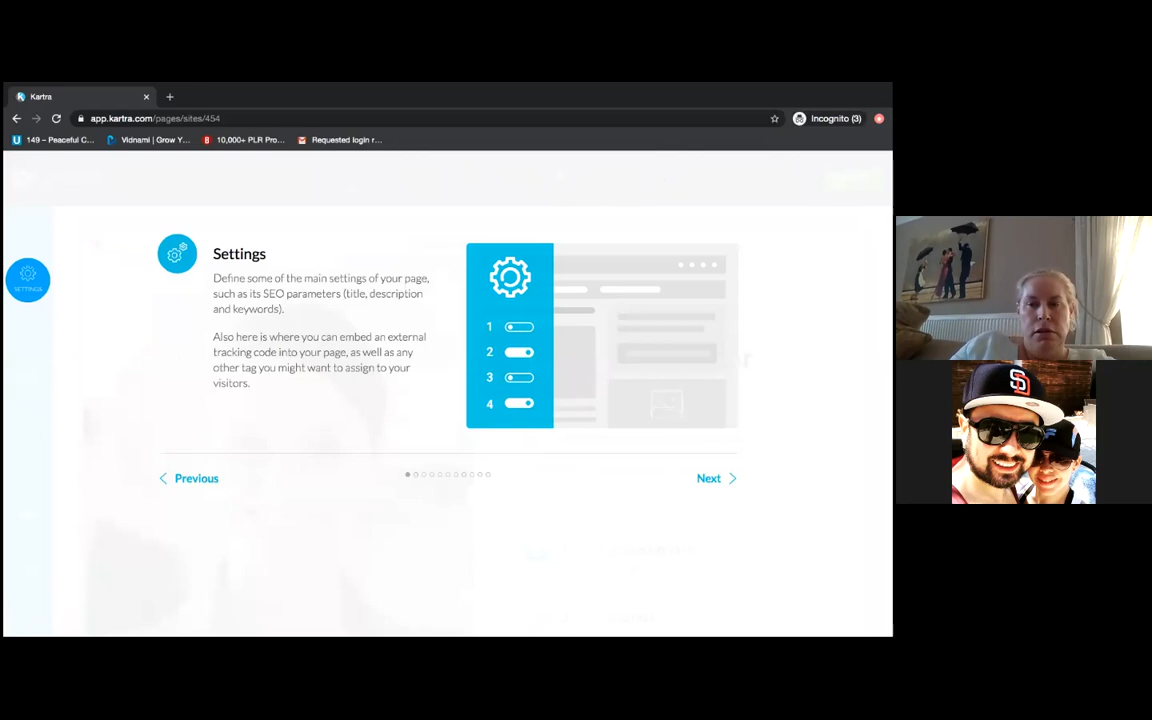 Kartra
app.kartra.com/pages/sites/454
Incognito (3)
149 – Peaceful C...
Vidnami | Grow Y...
10,000+ PLR Pro...
Requested login r...
SETTINGS
Settings
Define some of the main settings of your page,
such as its SEO parameters (title, description
and keywords).
Also here is where you can embed an external
tracking code into your page, as well as any
other tag you might want to assign to your
visitors.
1
2
3
4
Previous
Next